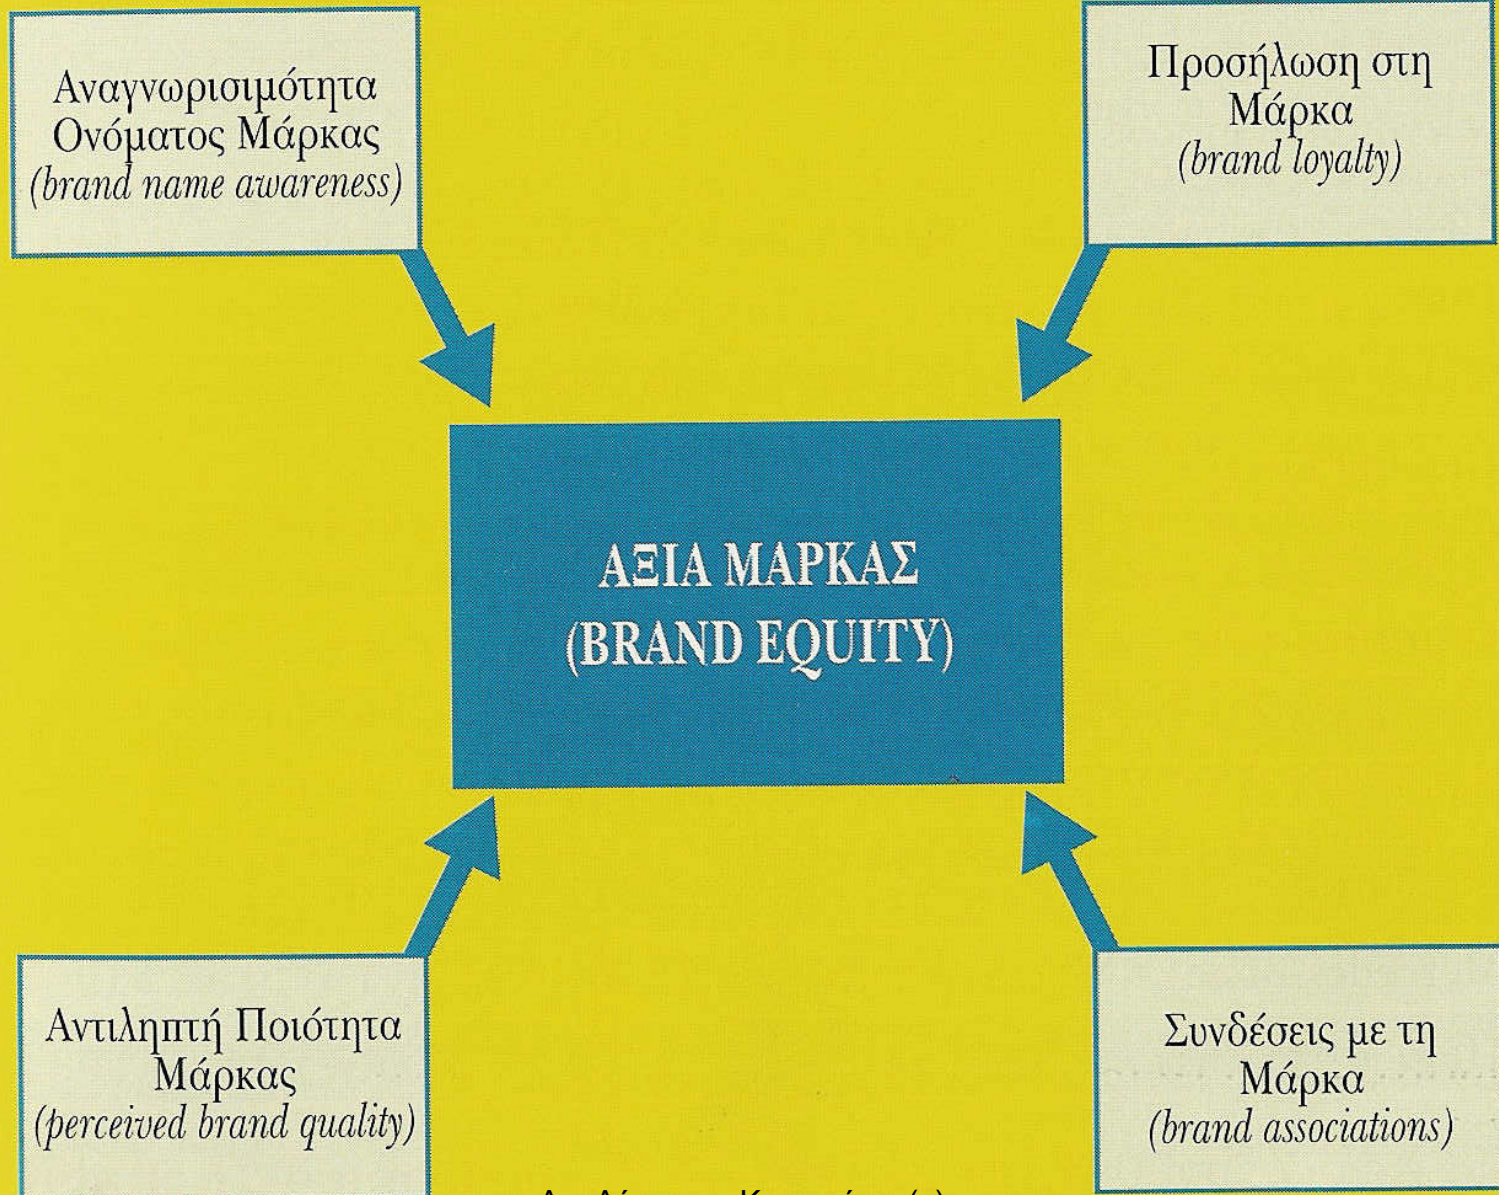 Αναγνωρισιμότητα
Ονόματος Μάρκας
(brand name awareness)
Προσήλωση στη
Μάρκα
(brand loyalty)
ΑΞΙΑ ΜΑΡΚΑΣ
(BRAND EQUITY)
Αντιληπτή Ποιότητα
Μάρκας
(perceived brand quality)
Συνδέσεις με τη
Μάρκα
(brand associations)